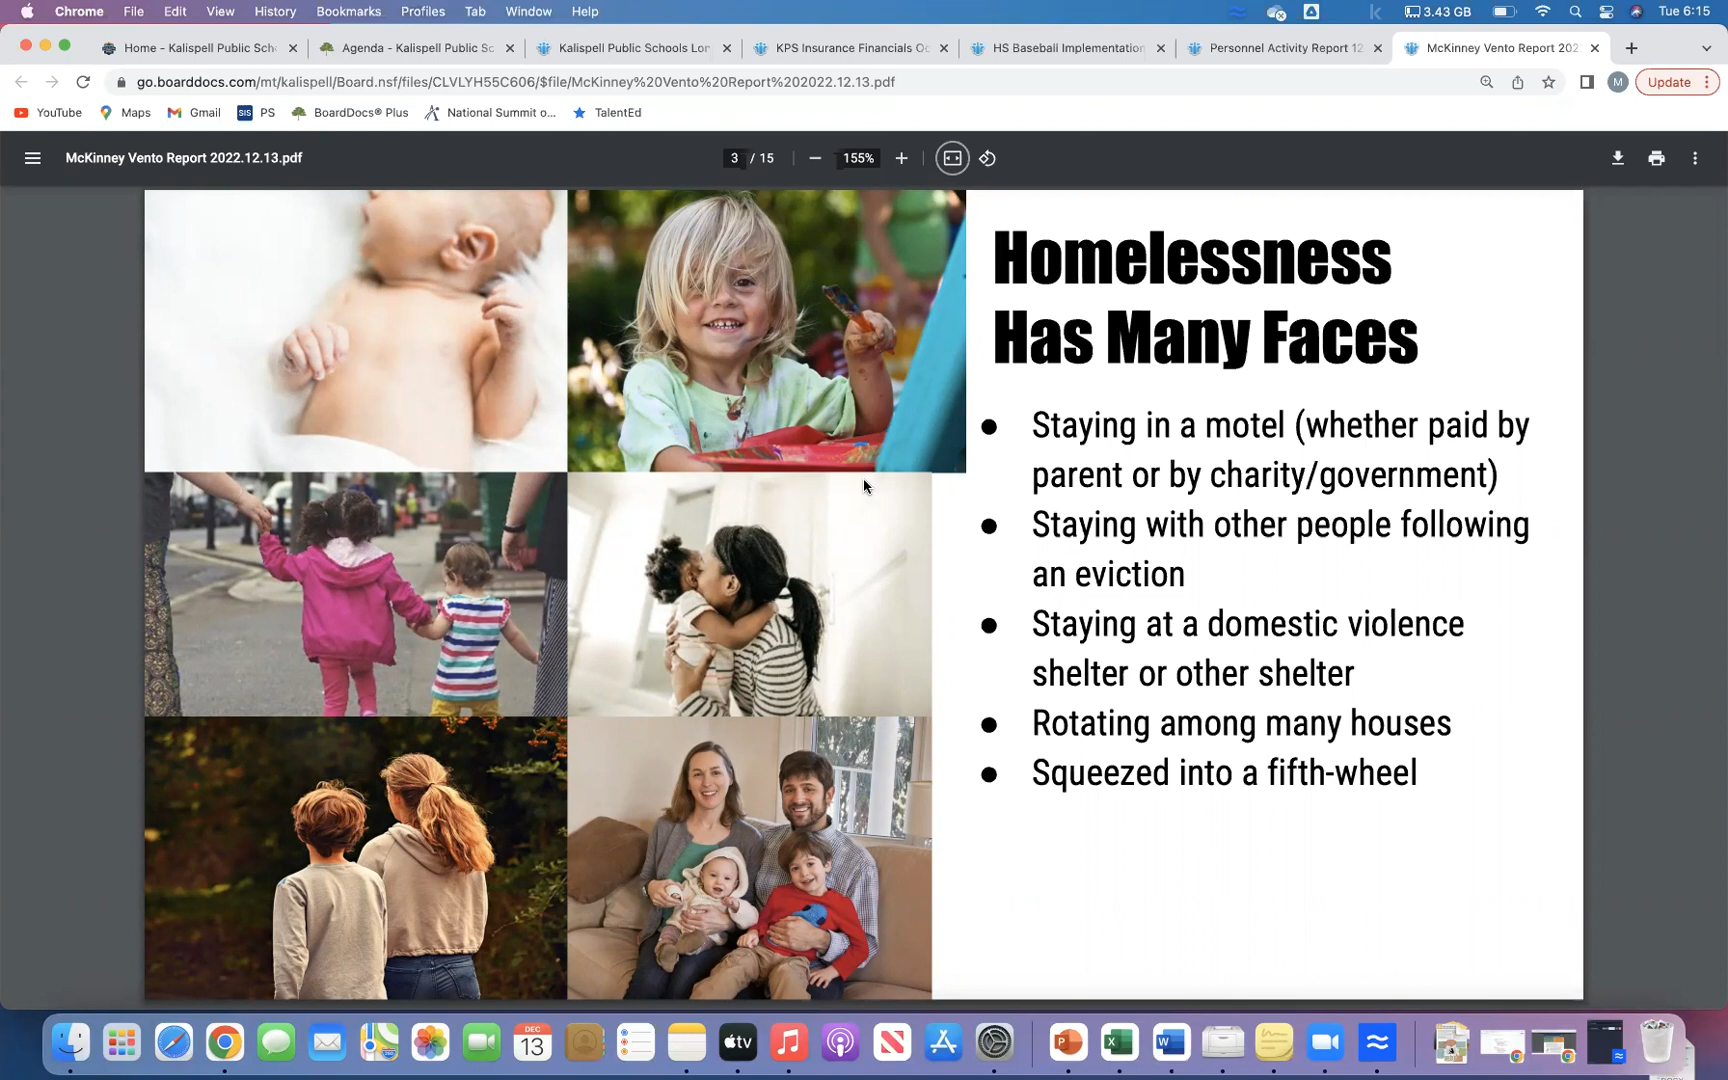 Chrome File Edit View History Bookmarks Profiles Tab Window Help 3.43 GB Tue 6:15
Home - Kalispell Public Sch Agenda - Kalispell Public Sc Kalispell Public Schools Lon KPS Insurance Financials Oc HS Baseball Implementation Personnel Activity Report 12 McKinney Vento Report 202
go.boarddocs.com/mt/kalispell/Board.nsf/files/CLVLYH55C606/$file/McKinney%20Vento%20Report%202022.12.13.pdf M Update
YouTube Maps Gmail SIS PS BoardDocs® Plus National Summit o... TalentEd
McKinney Vento Report 2022.12.13.pdf 3 / 15 155%
Homelessness
Has Many Faces
● Staying in a motel (whether paid by
parent or by charity/government)
● Staying with other people following
an eviction
● Staying at a domestic violence
shelter or other shelter
● Rotating among many houses
● Squeezed into a fifth-wheel
DEC
13
tv
P
X
W